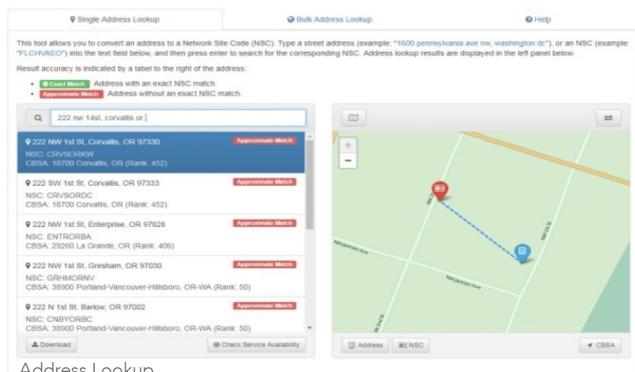 Single Address Lookup
Bulk Address Lookup
Help
This tool allows you to convert an address to a Network Site Code (NSC). Type a street address (example: "1600 pennsylvania ave nw, washington dc"), or an NSC (example:
"FLCHVAEO") into the text field below, and then press enter to search for the corresponding NSC. Address lookup results are displayed in the left panel below.
Result accuracy is indicated by a label to the right of the address:
Exact Match Address with an exact NSC match.
Approximate Match Address without an exact NSC match.
222 nw 14st, corvallis or
222 NW 1st St, Corvallis, OR 97330 Approximate Match
NSC: CRVSORKW
CBSA: 18700 Corvallis, OR (Rank: 452)
222 SW 1st St, Corvallis, OR 97333 Approximate Match
NSC: CRVSORDC
CBSA: 18700 Corvallis, OR (Rank: 452)
222 NW 1st St, Enterprise, OR 97828 Approximate Match
NSC: ENTRORBA
CBSA: 29260 La Grande, OR (Rank: 406)
222 NW 1st St, Gresham, OR 97030 Approximate Match
NSC: GRHMORNV
CBSA: 38900 Portland-Vancouver-Hillsboro, OR-WA (Rank: 50)
222 N 1st St, Barlow, OR 97002 Approximate Match
NSC: CNBYORBC
CBSA: 38900 Portland-Vancouver-Hillsboro, OR-WA (Rank: 50)
Download
Check Service Availability
+
−
NW Jackson Ave
NW Jackson Ave
Address
NSC
CBSA
Address Lookup